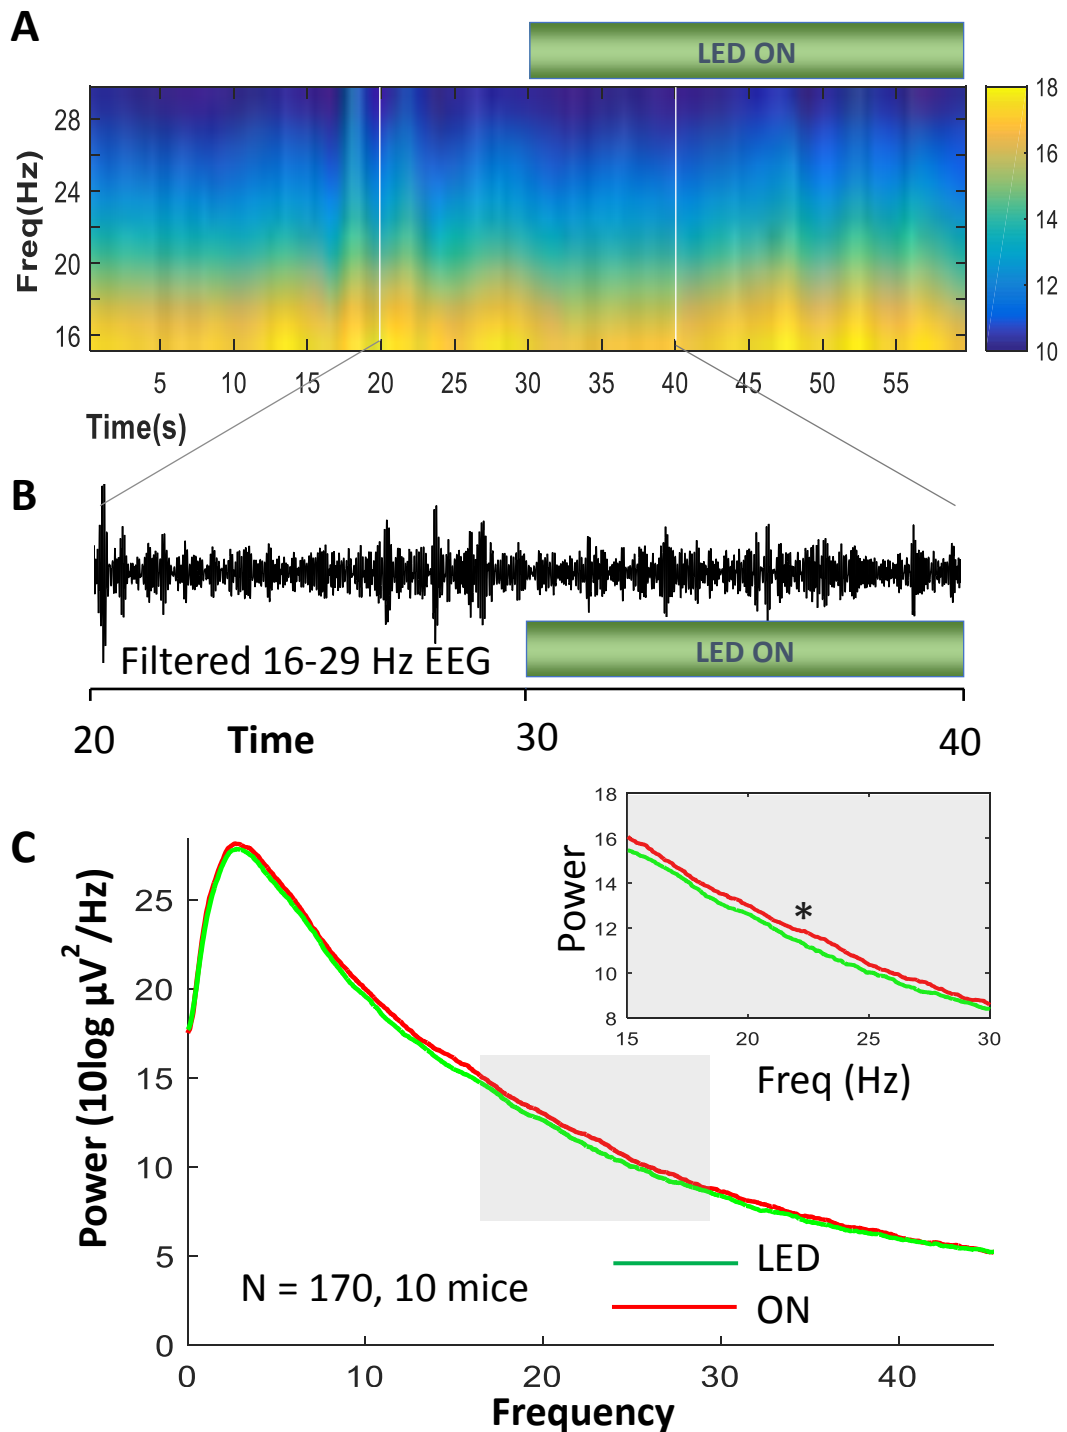 A
LED ON
Freq(Hz)
28
24
20
16
18
16
14
12
10
5 10 15 20 25 30 35 40 45 50 55
Time(s)
B
Filtered 16-29 Hz EEG
LED ON
20 Time 30 40
C
Power (10log µV2 /Hz)
25
20
15
10
5
0
0 10 20 30 40
Frequency
N = 170, 10 mice
LED
ON
Power
18
16
14
12
10
8
15 20 25 30
*
Freq (Hz)